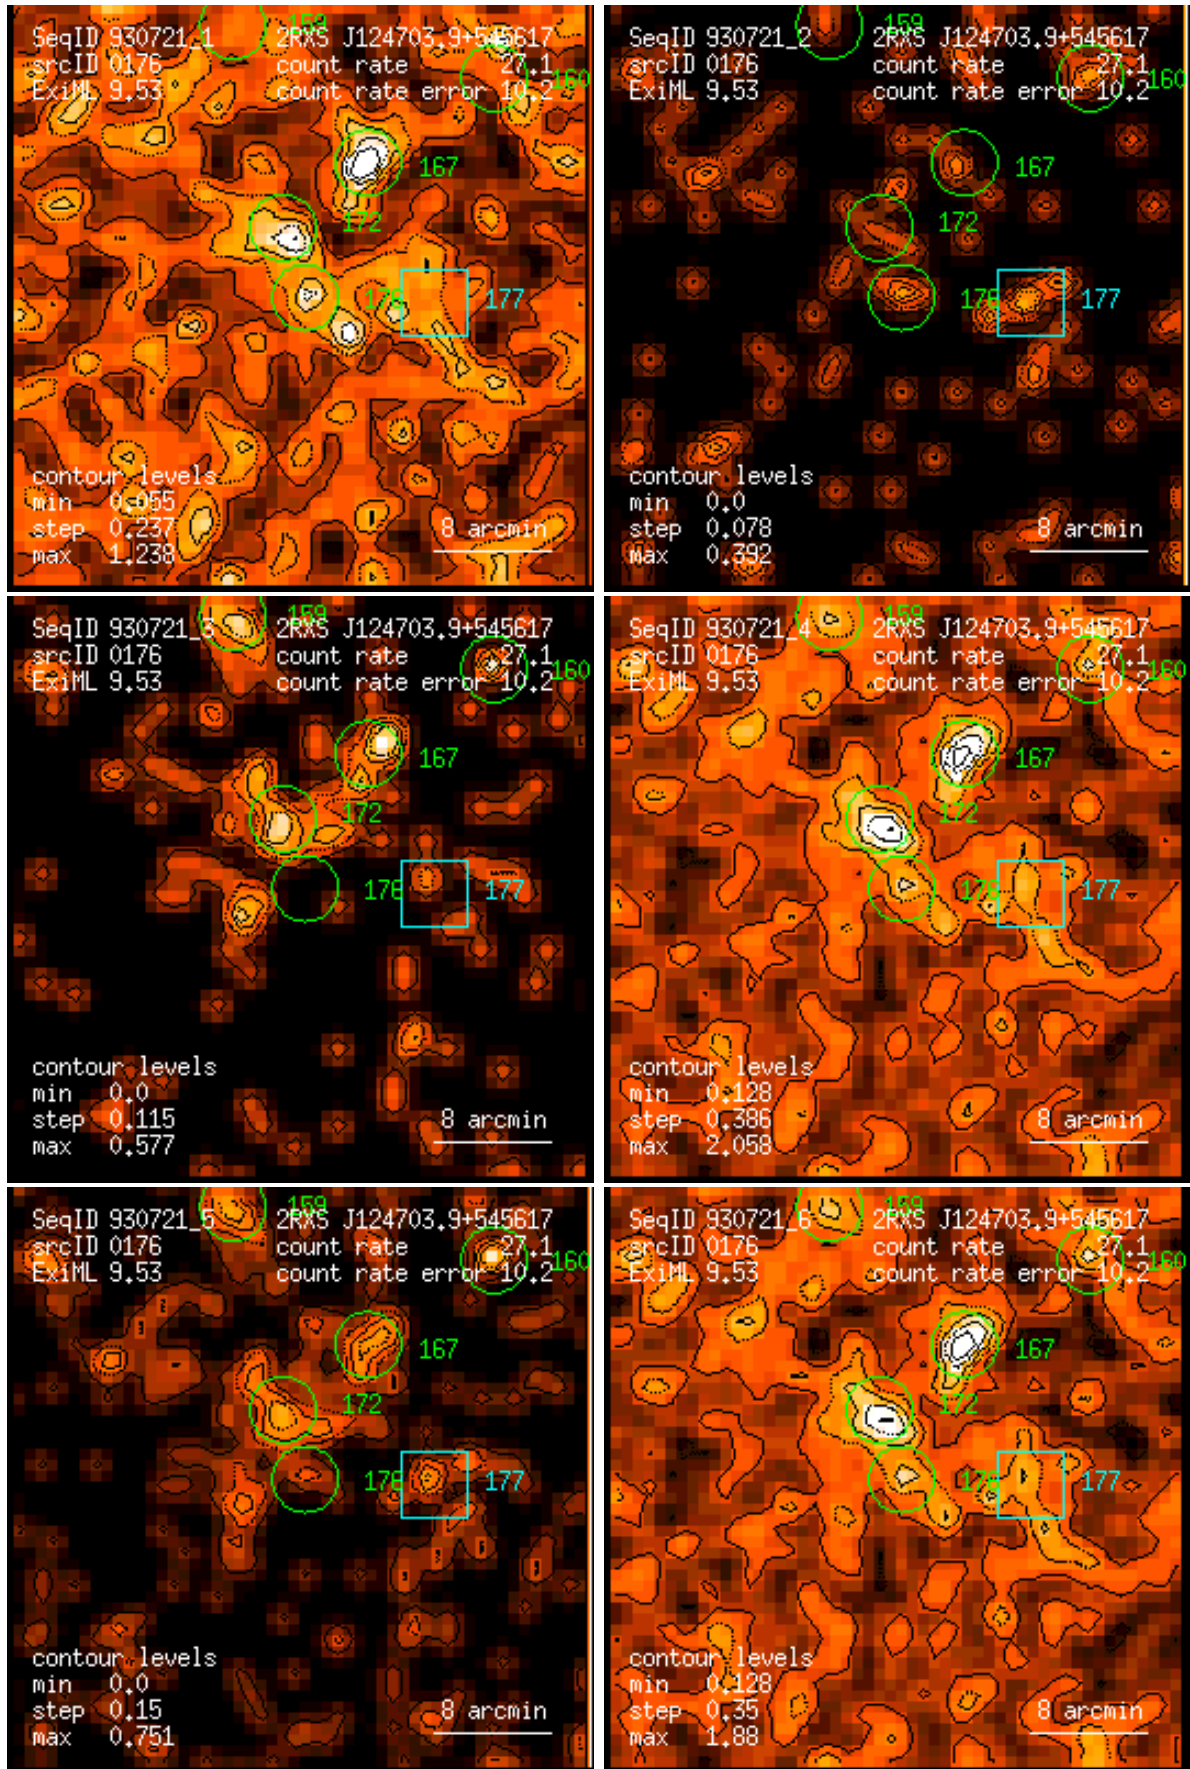 159
SeqID 930721_1 2RXS J124703.9+545617
srcID 0176 count rate 27.1
ExiML 9.53 count rate error 10.2
160
167
172
176 177
contour levels
min 0.055
step 0.237 8 arcmin
max 1.238
159
SeqID 930721_2 2RXS J124703.9+545617
srcID 0176 count rate 27.1
ExiML 9.53 count rate error 10.2
160
167
172
176 177
contour levels
min 0.0
step 0.078 8 arcmin
max 0.392
159
SeqID 930721_3 2RXS J124703.9+545617
srcID 0176 count rate 27.1
ExiML 9.53 count rate error 10.2
160
167
172
176 177
contour levels
min 0.0
step 0.115 8 arcmin
max 0.577
159
SeqID 930721_4 2RXS J124703.9+545617
srcID 0176 count rate 27.1
ExiML 9.53 count rate error 10.2
160
167
172
176 177
contour levels
min 0.128
step 0.386 8 arcmin
max 2.058
159
SeqID 930721_5 2RXS J124703.9+545617
srcID 0176 count rate 27.1
ExiML 9.53 count rate error 10.2
160
167
172
176 177
contour levels
min 0.0
step 0.15 8 arcmin
max 0.751
159
SeqID 930721_6 2RXS J124703.9+545617
srcID 0176 count rate 27.1
ExiML 9.53 count rate error 10.2
160
167
172
176 177
contour levels
min 0.128
step 0.35 8 arcmin
max 1.88